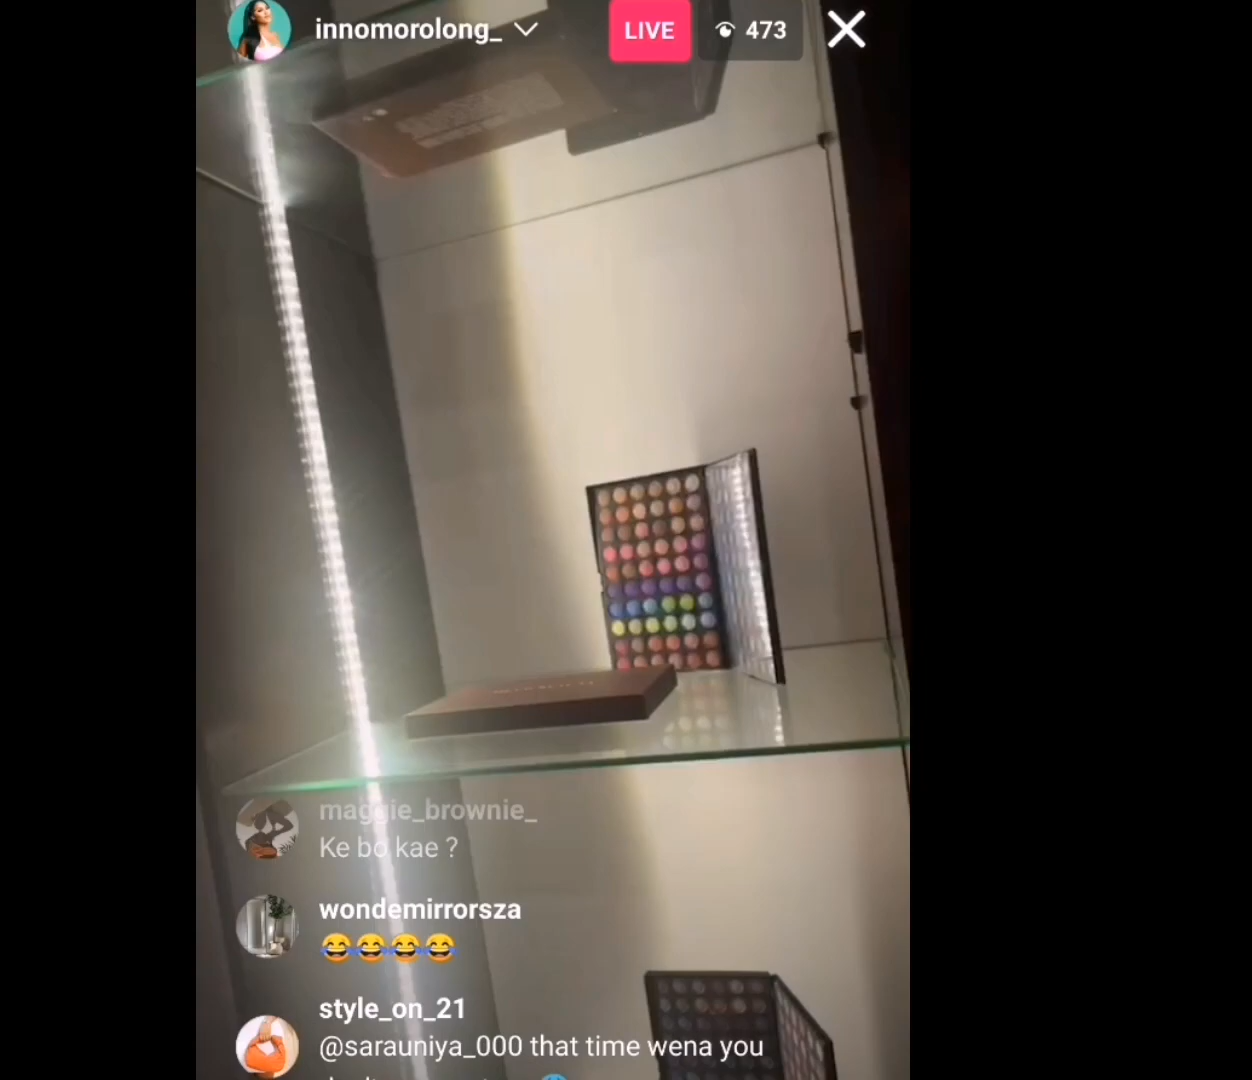 innomorolong_
LIVE
473
maggie_brownie_
Ke bo kae ?
wondemirrorsza
😂😂😂😂
style_on_21
@sarauniya_000 that time wena you